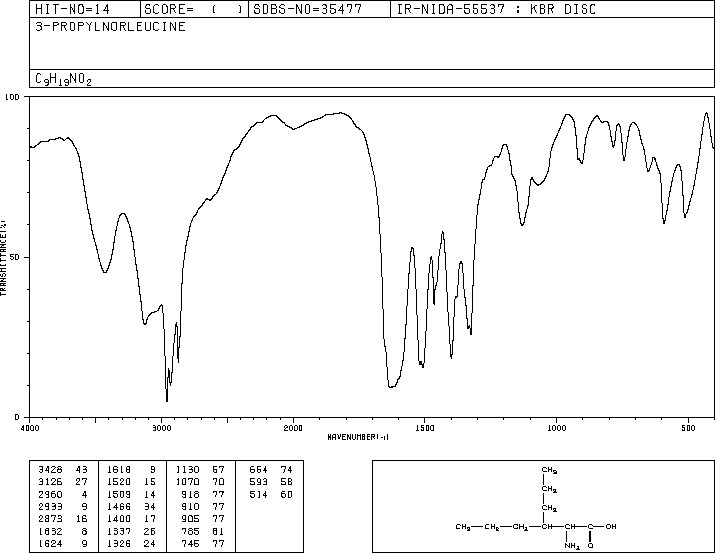 HIT-NO=14 SCORE= ( ) SDBS-NO=35477 IR-NIDA-55537 : KBR DISC
3-PROPYLNORLEUCINE
C9H19NO2
100
50
0
TRANSMITTANCE(%)
4000 3000 2000 1500 1000 500
WAVENUMBER(-1)
3428 43 1618 9 1130 57 664 74
3126 27 1520 15 1070 70 593 58
2960 4 1509 14 918 77 514 60
2933 9 1466 34 910 77
2873 16 1400 17 905 77
1632 8 1337 26 785 81
1624 9 1326 24 745 77
CH3
CH2
CH2
CH3—CH2—CH2—CH—CH—C—OH
NH2 O